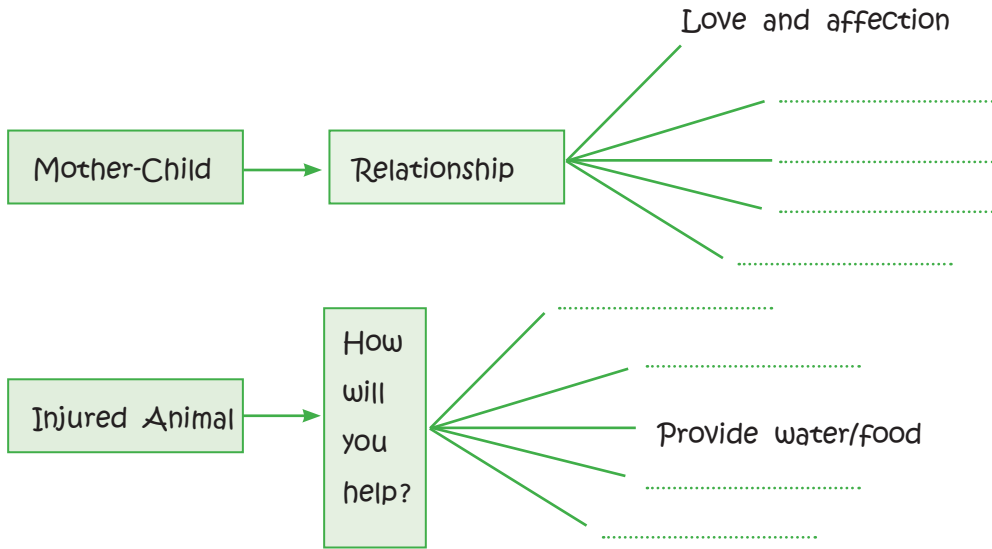 Love and affection
Mother-Child
Relationship
How
will
you
help?
Injured Animal
Provide water/food